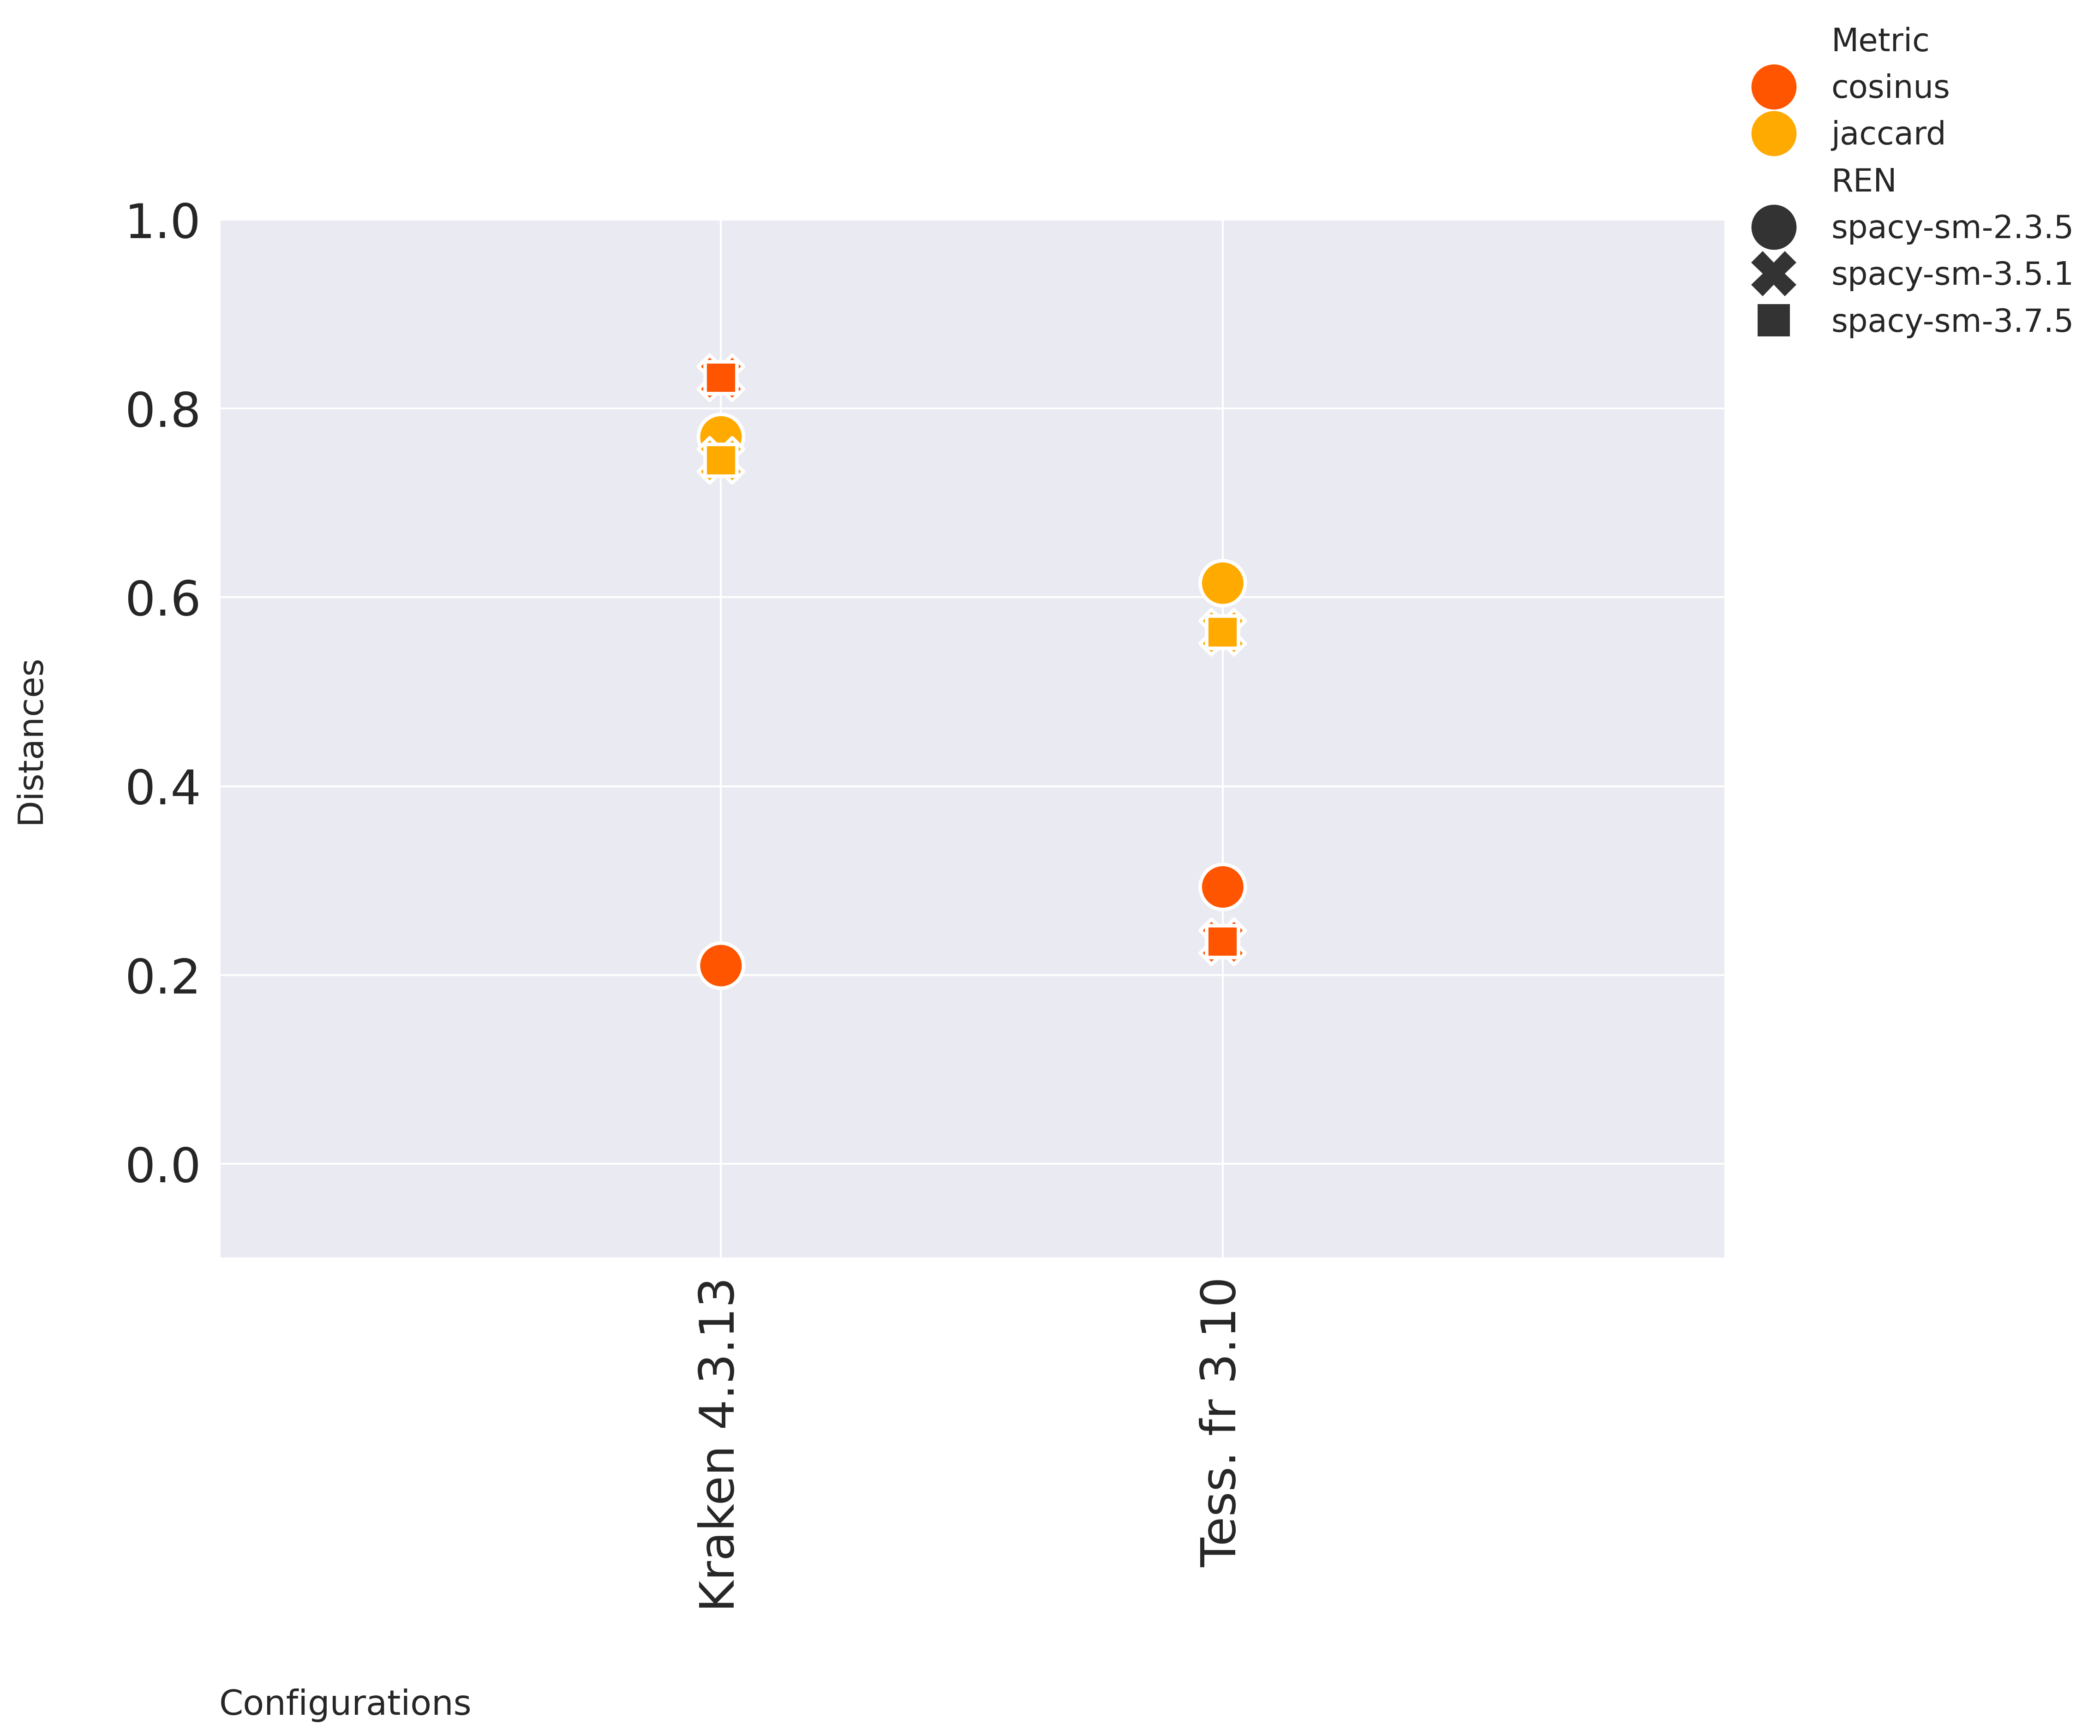 Metric
cosinus
jaccard
REN
spacy-sm-2.3.5
spacy-sm-3.5.1
spacy-sm-3.7.5
1.0
0.8
0.6
0.4
0.2
0.0
Distances
Kraken 4.3.13
Tess. fr 3.10
Configurations